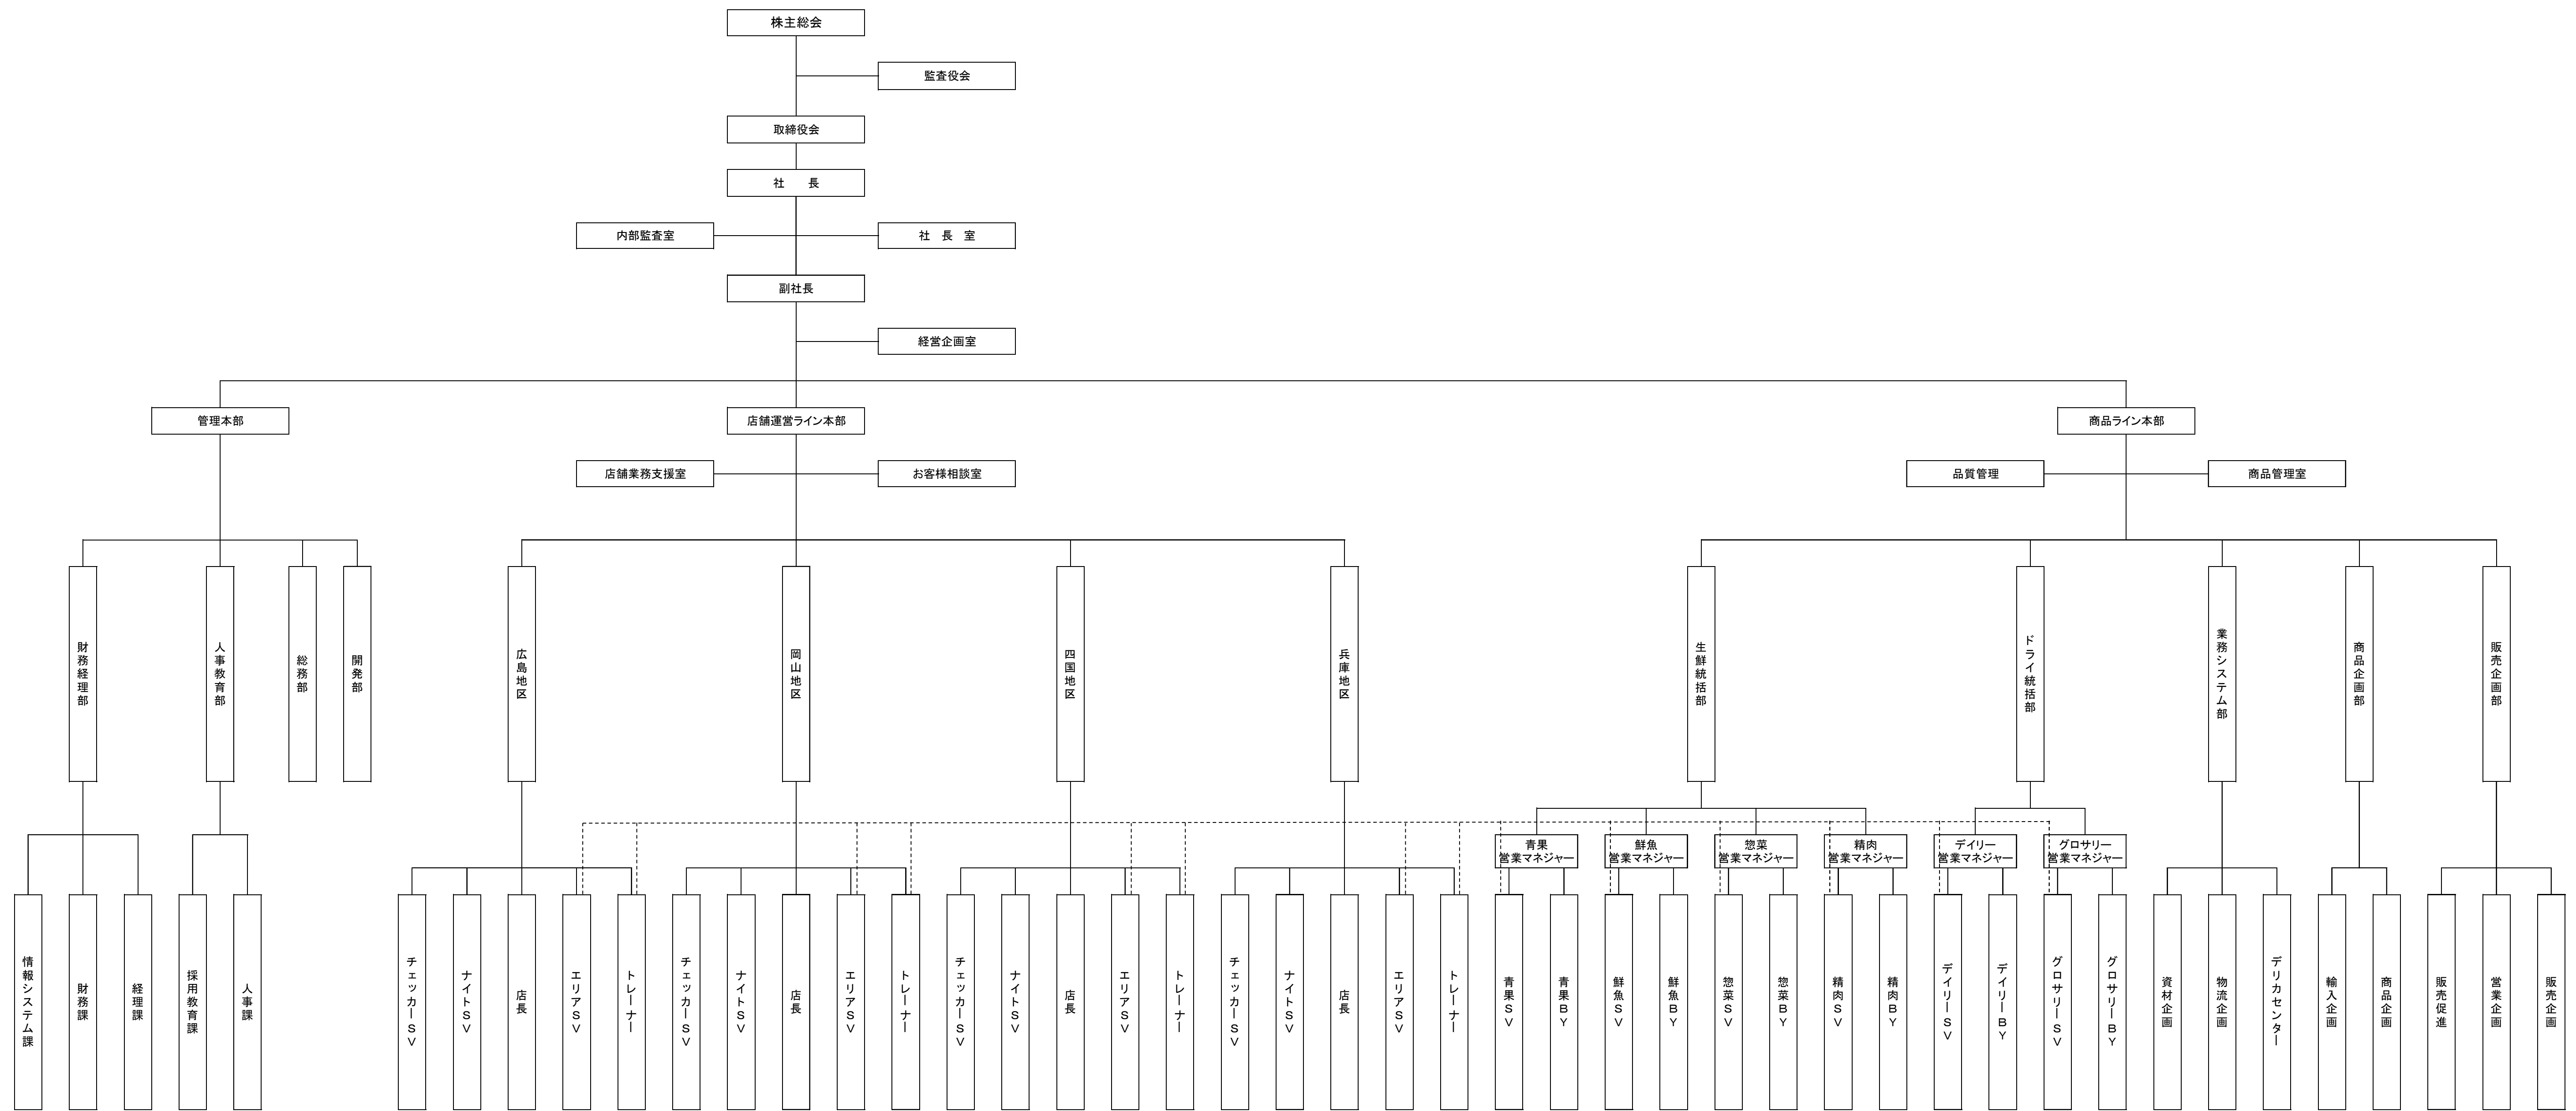 株主総会
監査役会
取締役会
社　　長
内部監査室
社　長　室
副社長
経営企画室
管理本部
店舗運営ライン本部
商品ライン本部
店舗業務支援室
お客様相談室
品質管理
商品管理室
財務経理部
人事教育部
総務部
開発部
広島地区
岡山地区
四国地区
兵庫地区
生鮮統括部
ドライ統括部
業務システム部
商品企画部
販売企画部
青果
営業マネジャー
鮮魚
営業マネジャー
惣菜
営業マネジャー
精肉
営業マネジャー
デイリー
営業マネジャー
グロサリー
営業マネジャー
情報システム課
財務課
経理課
採用教育課
人事課
チェッカーSV
ナイトSV
店長
エリアSV
トレーナー
チェッカーSV
ナイトSV
店長
エリアSV
トレーナー
チェッカーSV
ナイトSV
店長
エリアSV
トレーナー
チェッカーSV
ナイトSV
店長
エリアSV
トレーナー
青果SV
青果BY
鮮魚SV
鮮魚BY
惣菜SV
惣菜BY
精肉SV
精肉BY
デイリーSV
デイリーBY
グロサリーSV
グロサリーBY
資材企画
物流企画
デリカセンター
輸入企画
商品企画
販売促進
営業企画
販売企画